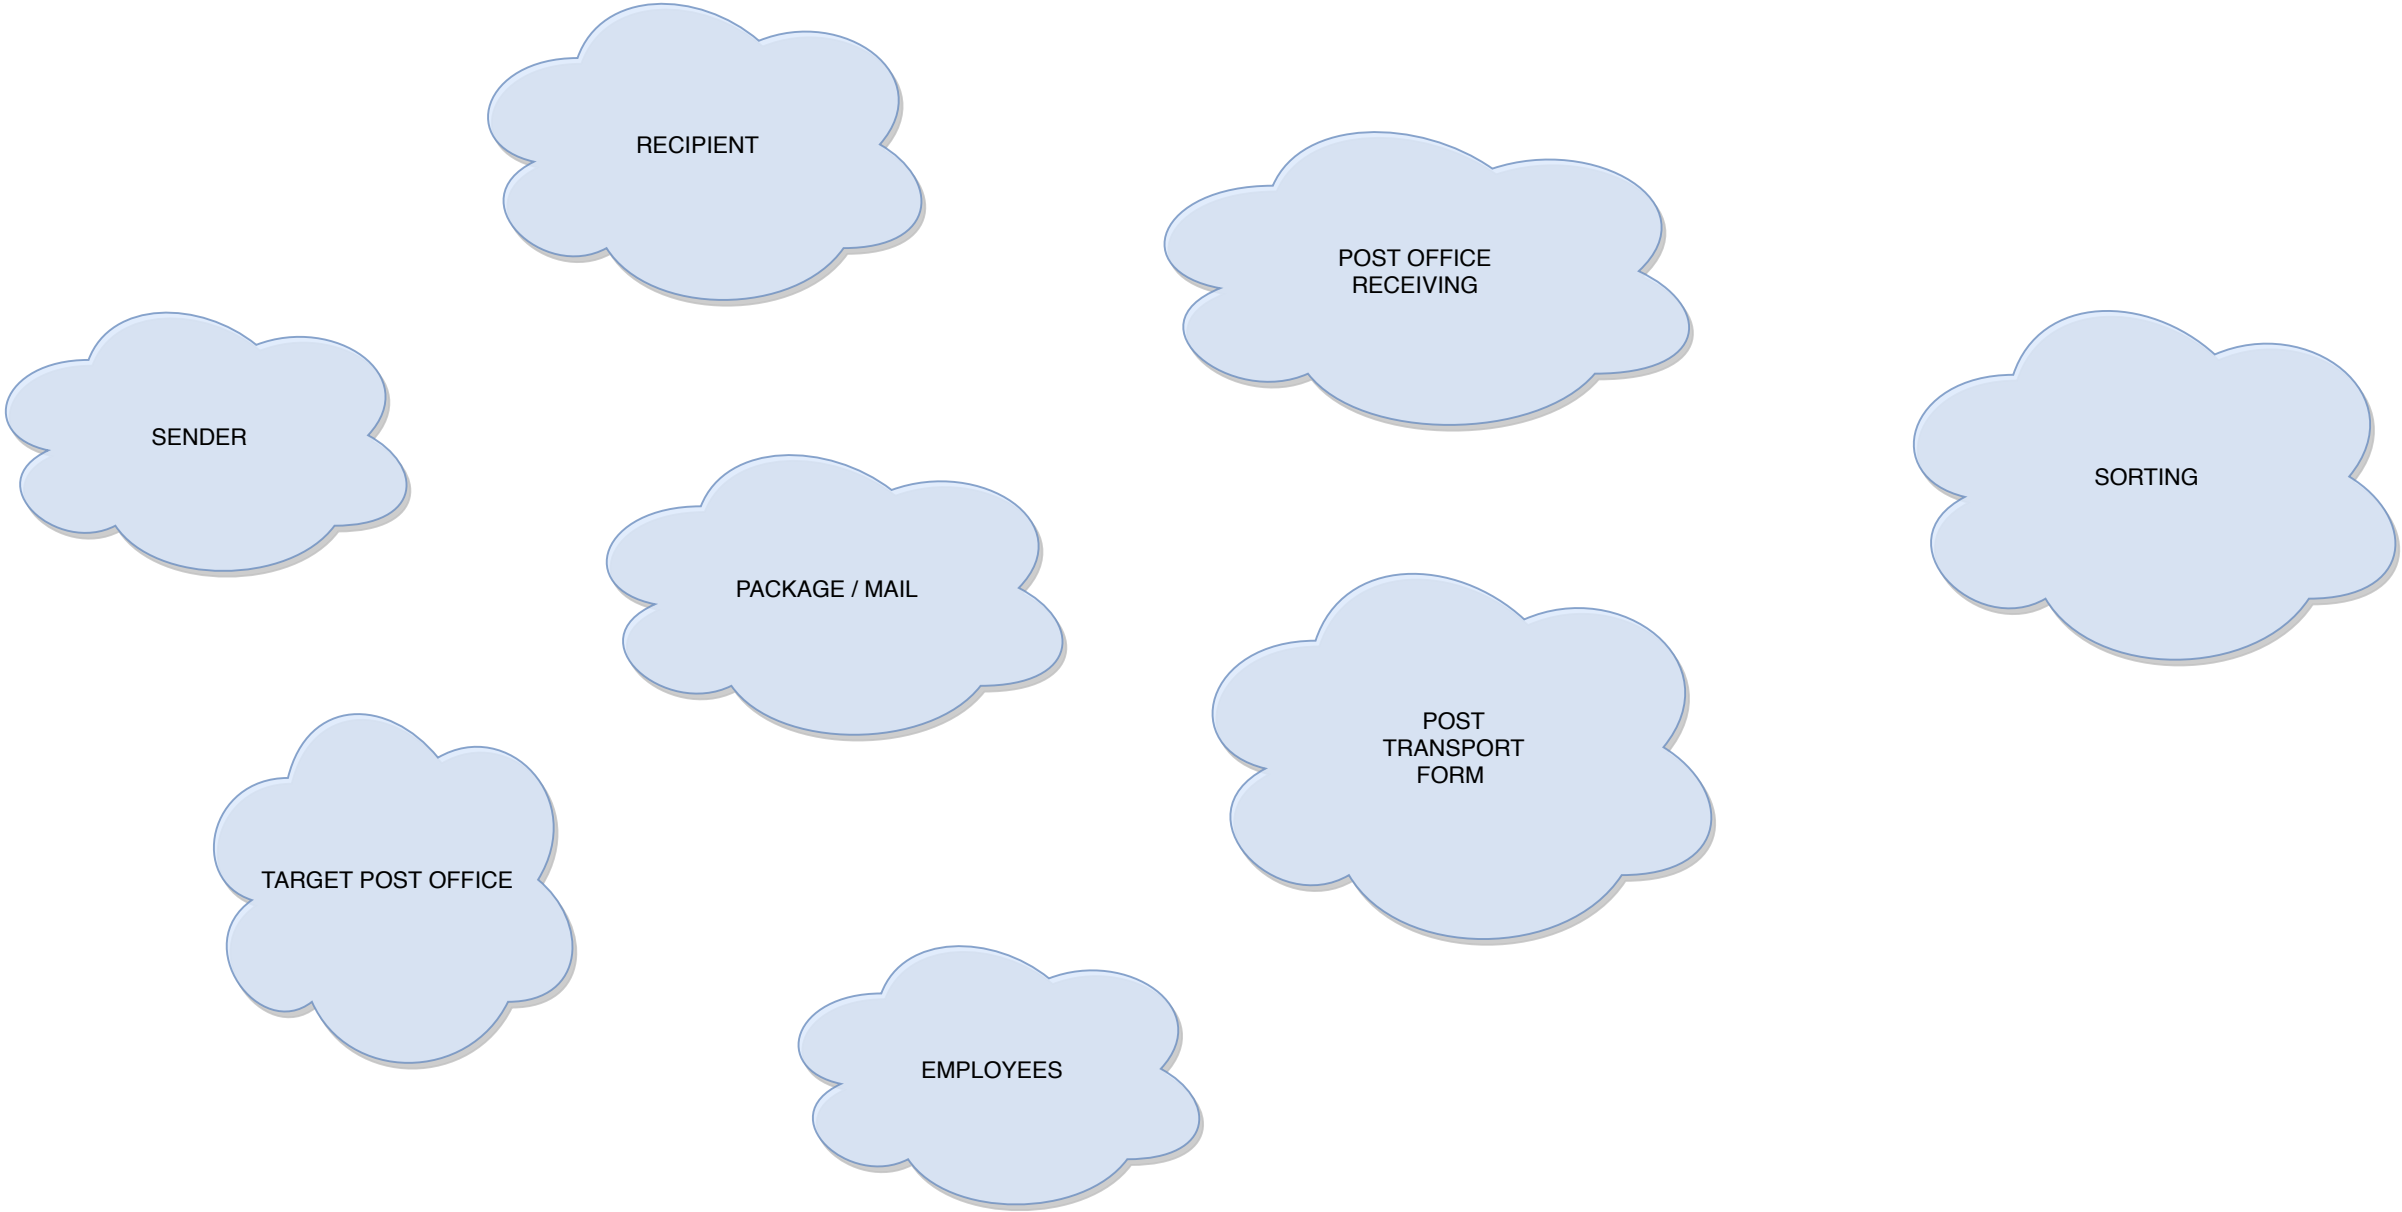 RECIPIENT
POST OFFICE
RECEIVING
SENDER
SORTING
PACKAGE / MAIL
POST
TRANSPORT
FORM
TARGET POST OFFICE
EMPLOYEES